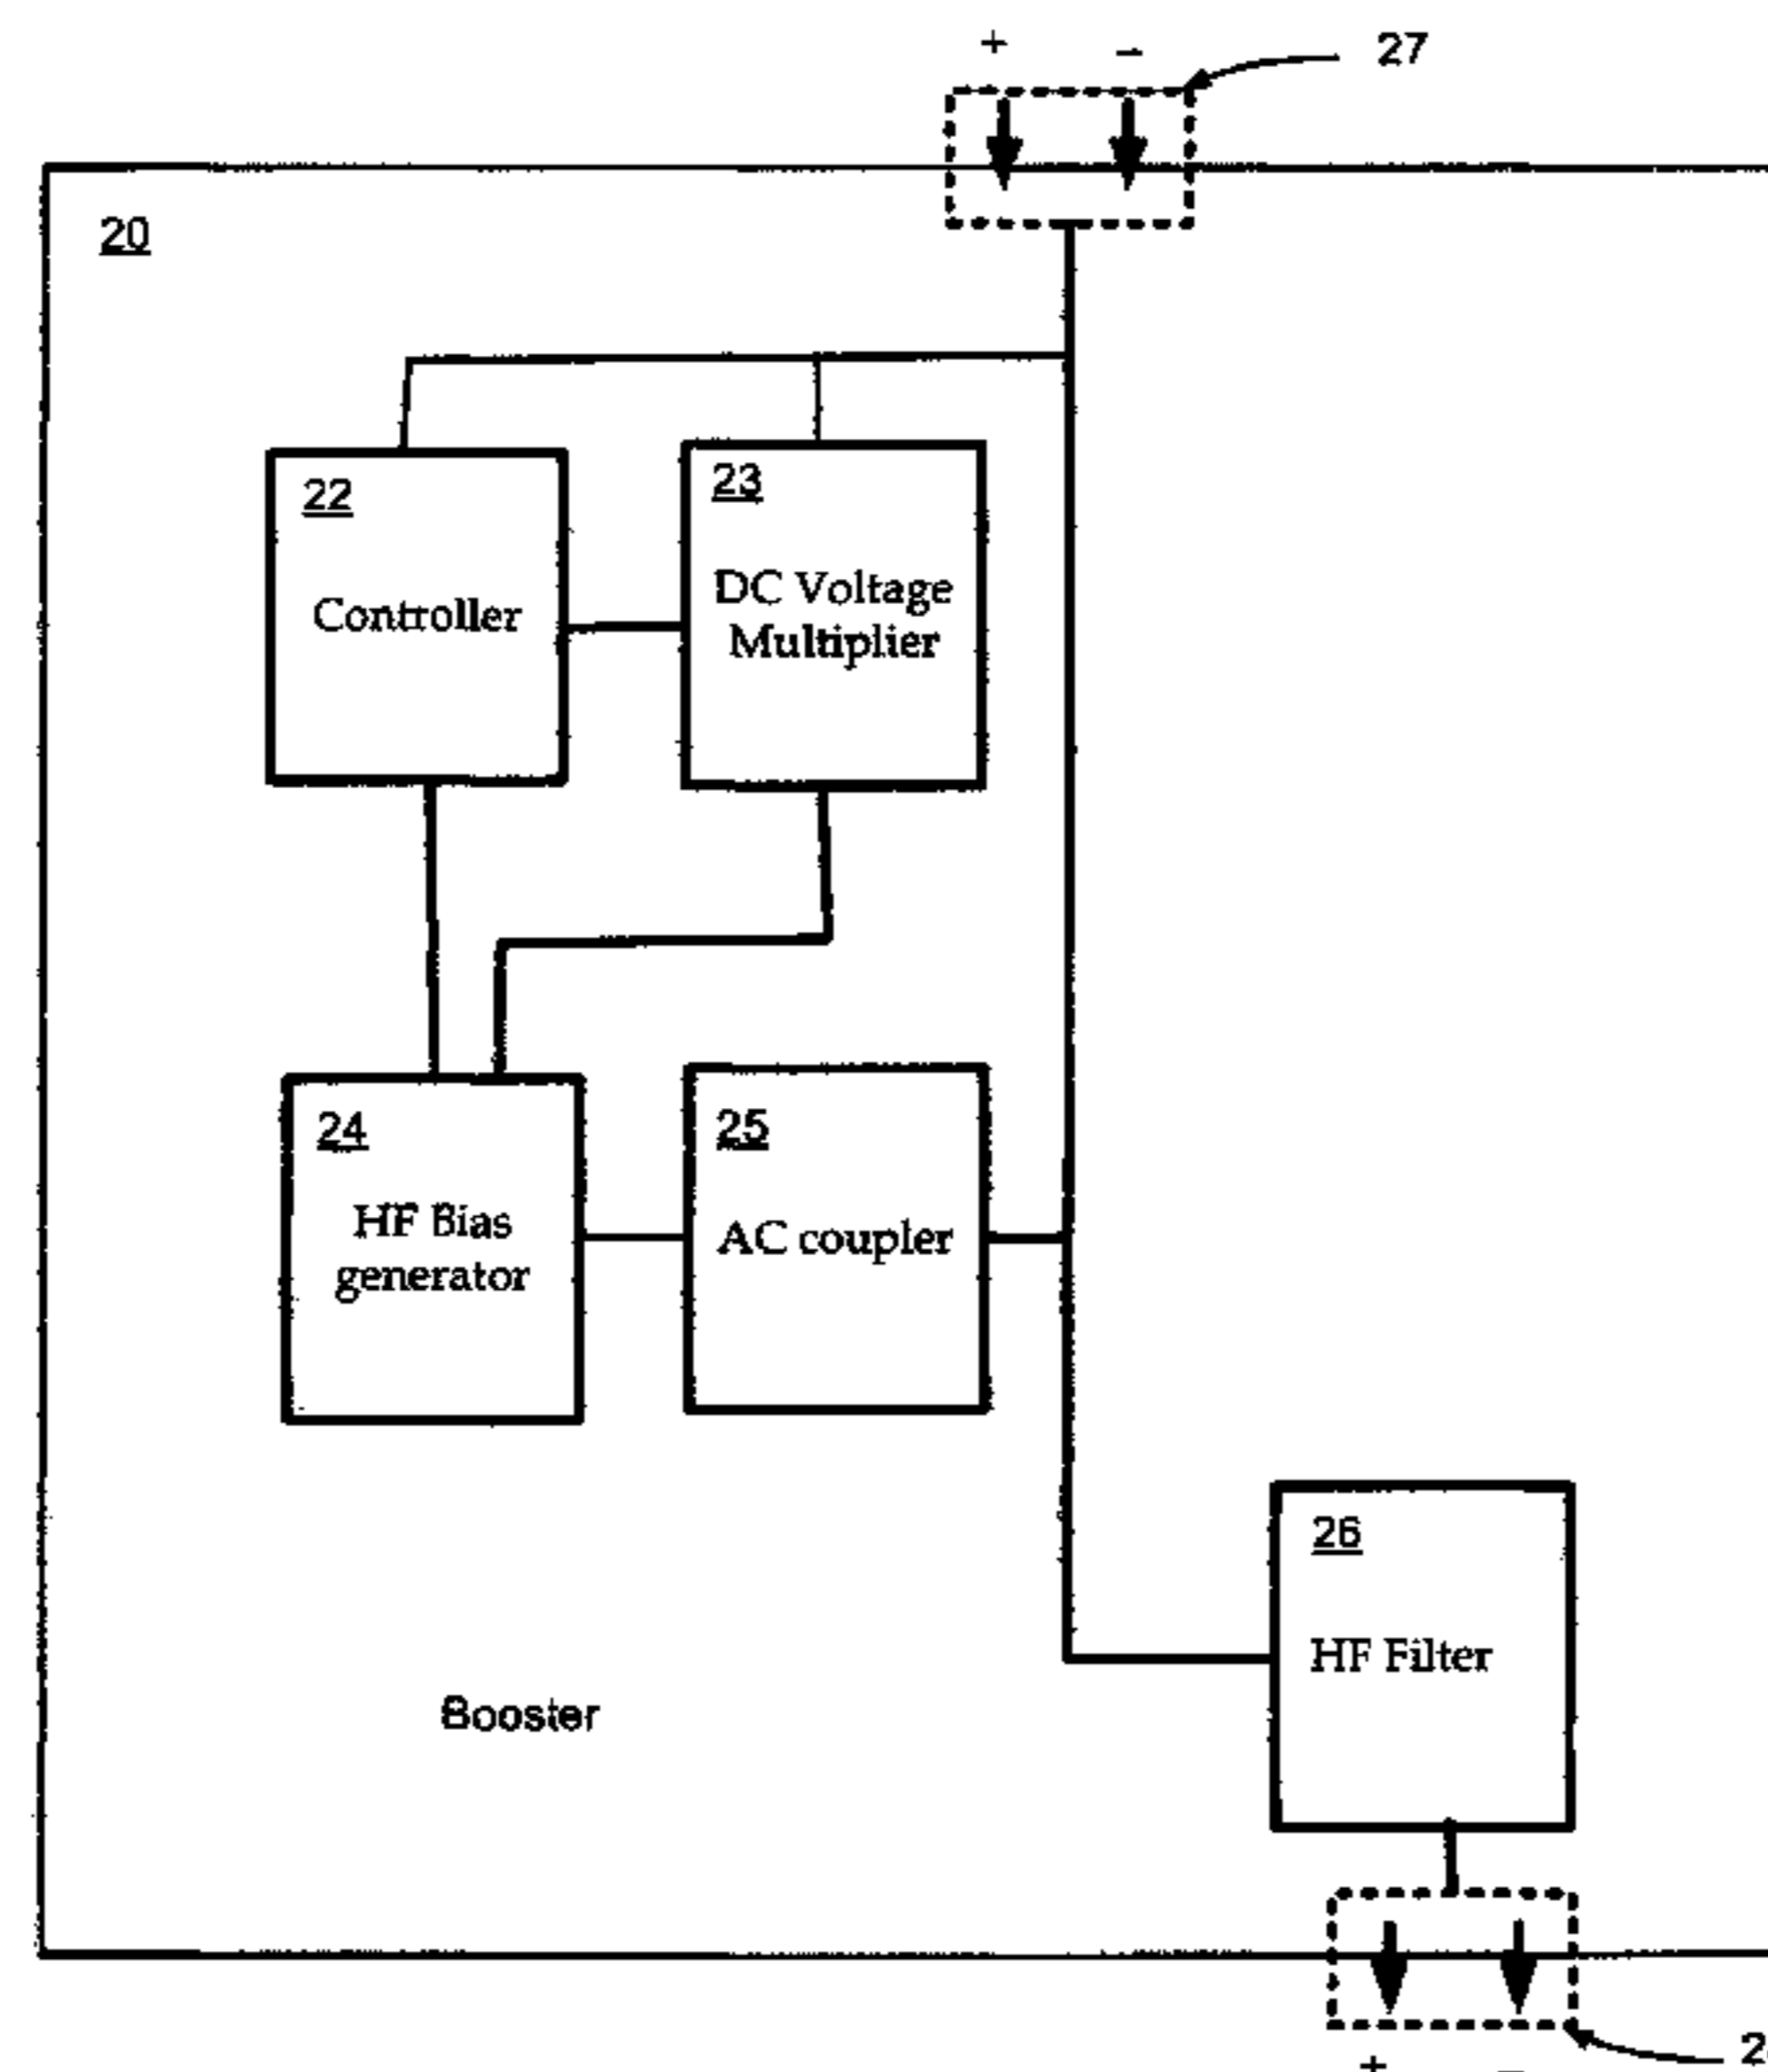 + −
27
20
22
Controller
23
DC Voltage
Multiplier
24
HF Bias
generator
25
AC coupler
26
HF Filter
Booster
+ −